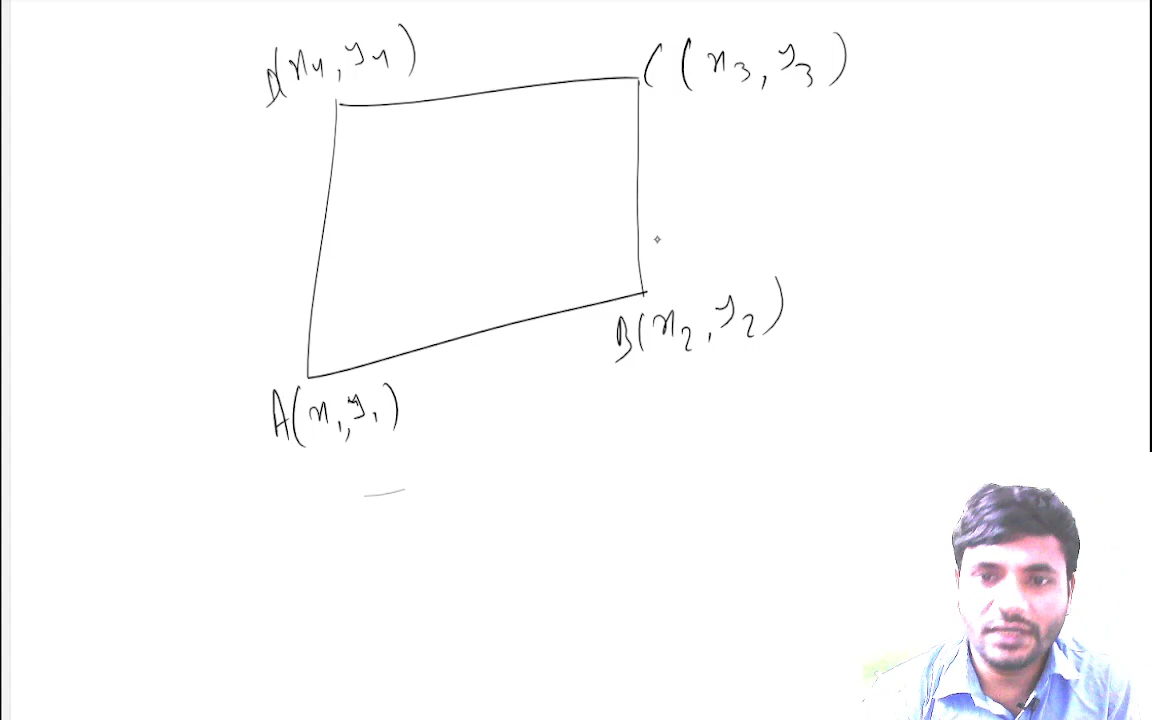 D(x4, y4)
C(x3, y3)
B(x2, y2)
A(x1, y1)